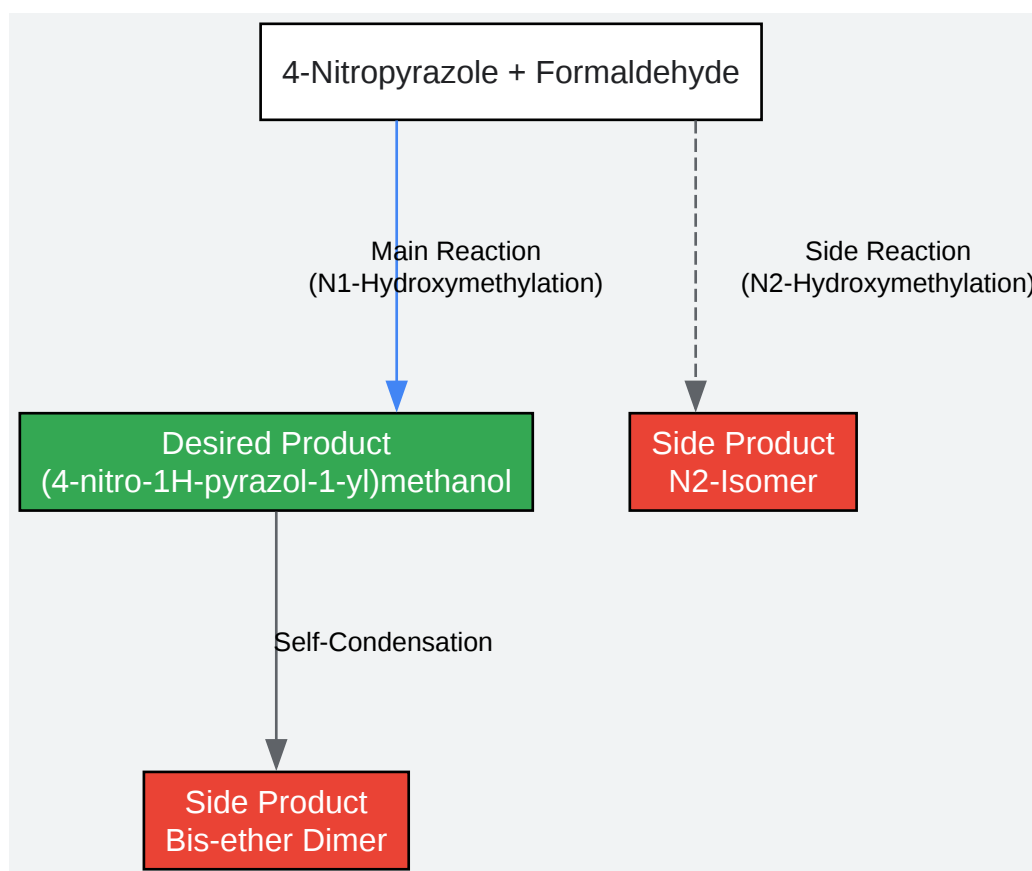 4-Nitropyrazole + Formaldehyde
Main Reaction
(N1-Hydroxymethylation)
Side Reaction
(N2-Hydroxymethylation)
Desired Product
(4-nitro-1H-pyrazol-1-yl)methanol
Side Product
N2-Isomer
Self-Condensation
Side Product
Bis-ether Dimer